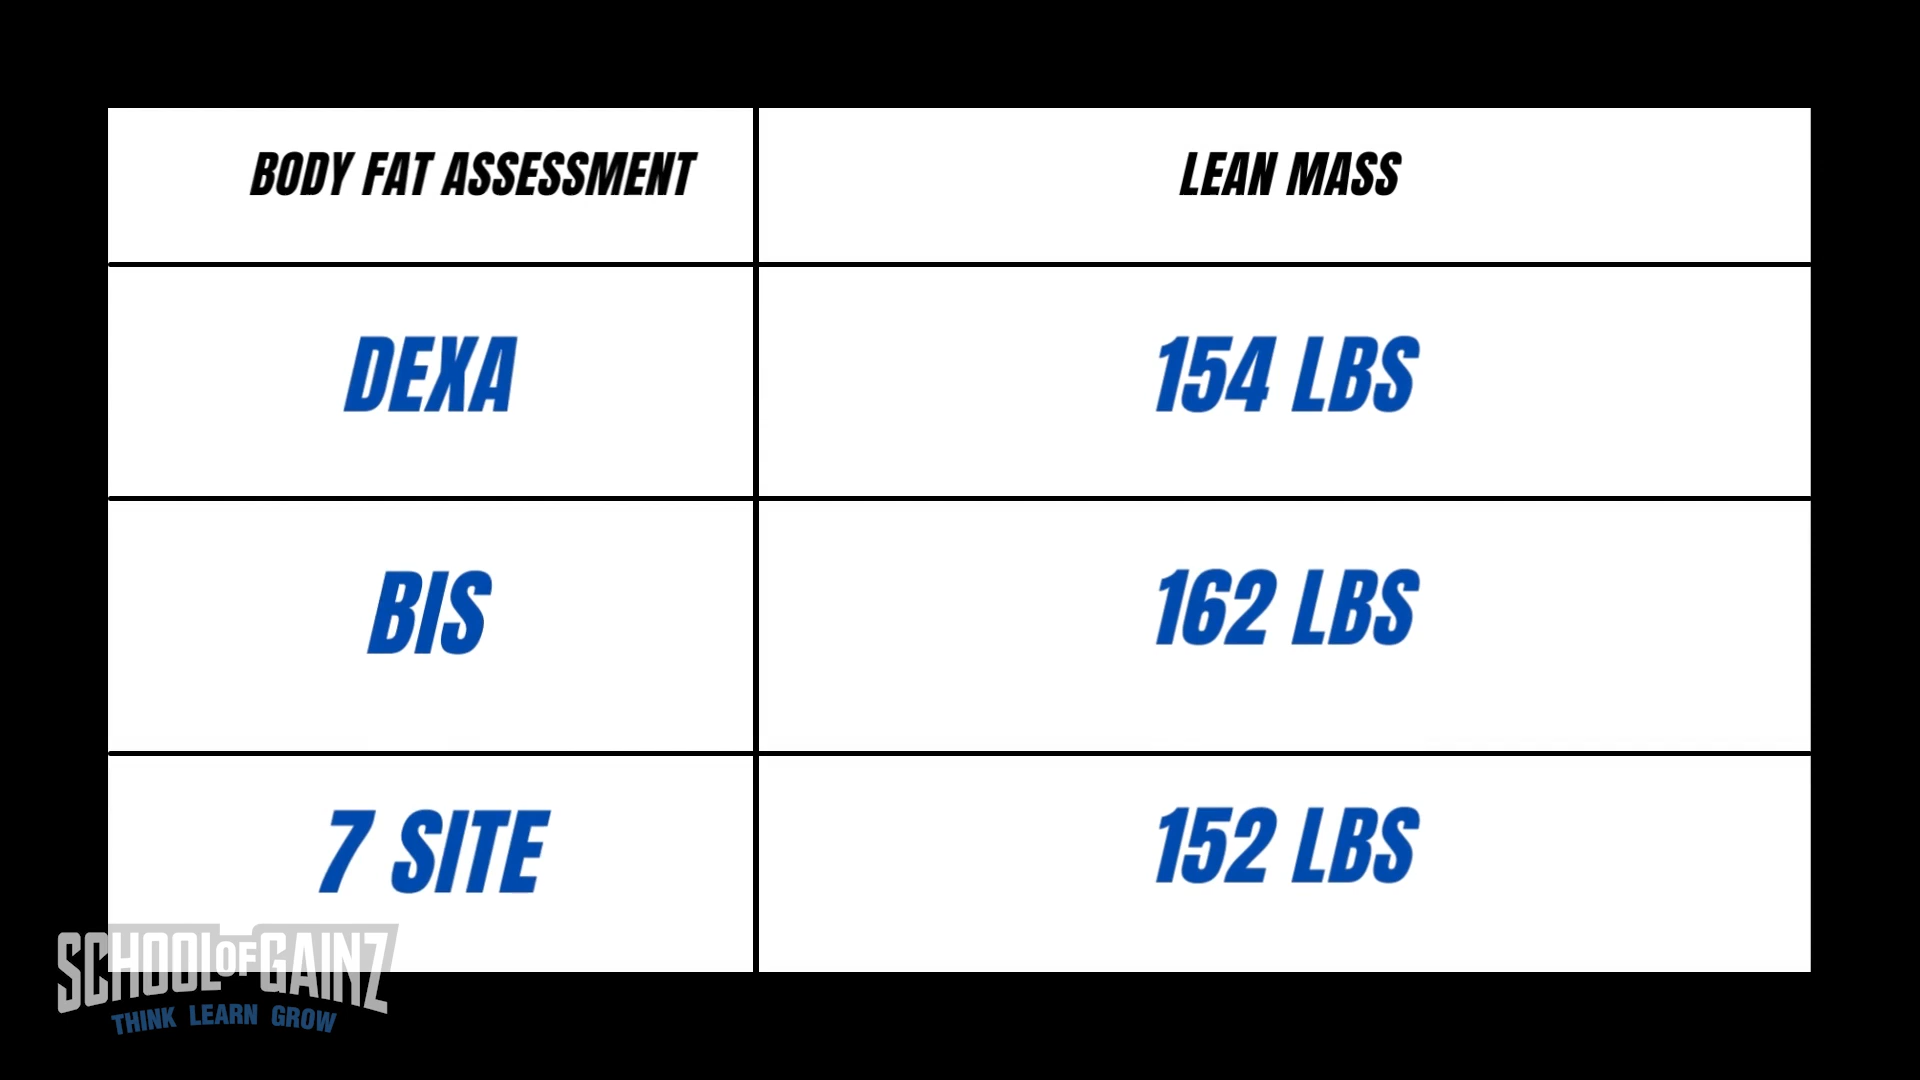 BODY FAT ASSESSMENT LEAN MASS
DEXA 154 LBS
BIS 162 LBS
7 SITE 152 LBS
SCHOOL OF GAINZ
THINK LEARN GROW